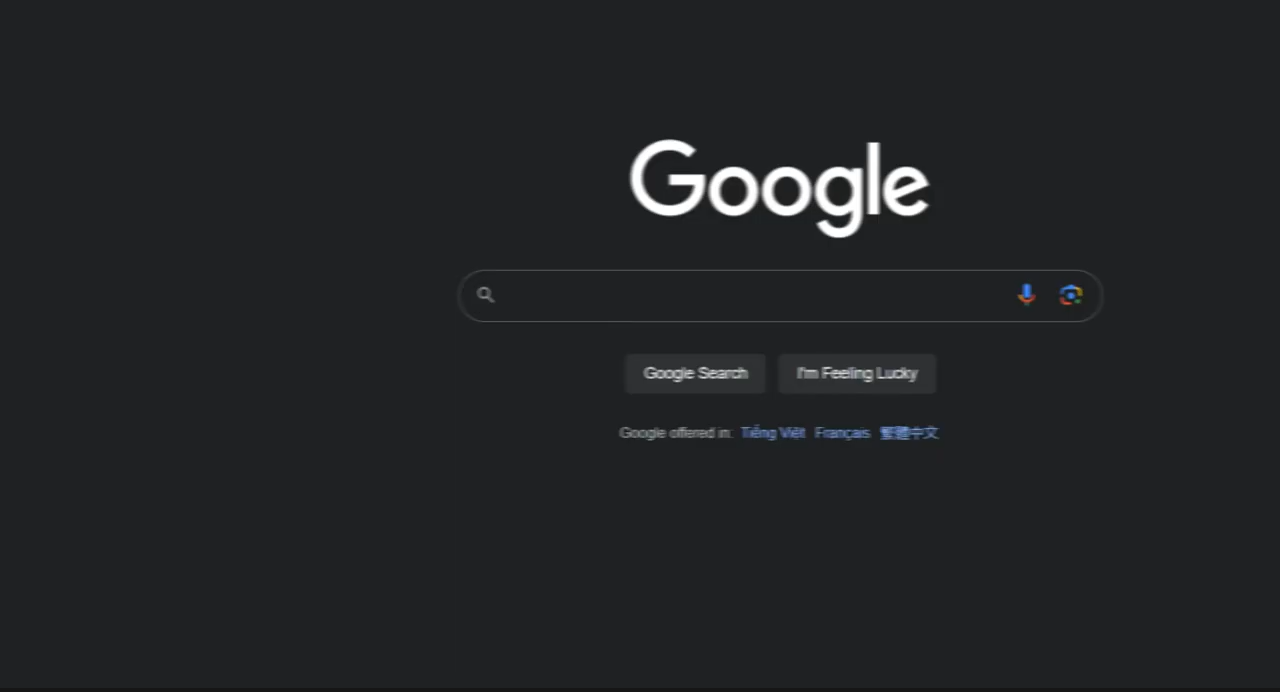 Google
Google Search I'm Feeling Lucky
Google offered in: Tiếng Việt Français 繁體中文